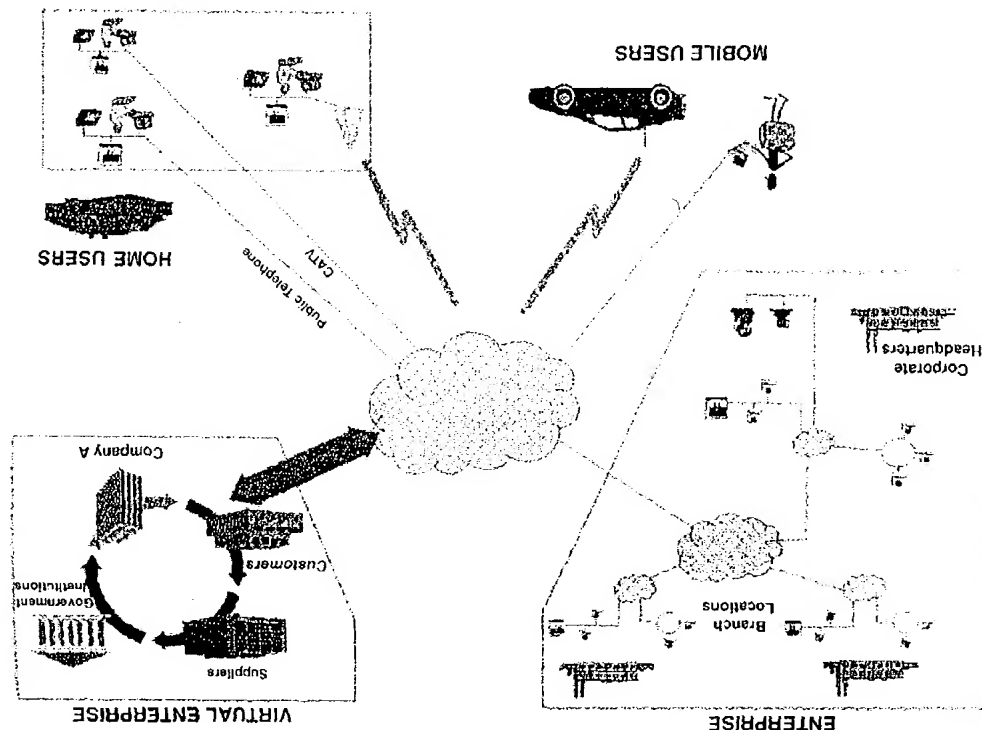 ENTERPRISE
VIRTUAL ENTERPRISE
Suppliers
Branch
Locations
Government
Institutions
Customers
Company A
Corporate
Headquarters
Public Telephone
CATV
HOME USERS
MOBILE USERS